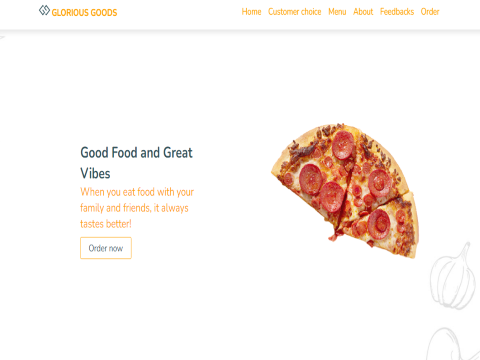 GLORIOUS GOODS
Home Customer choice Menu About Feedbacks Order
Good Food and Great
Vibes
When you eat food with your
family and friends, it always
tastes better!
Order now